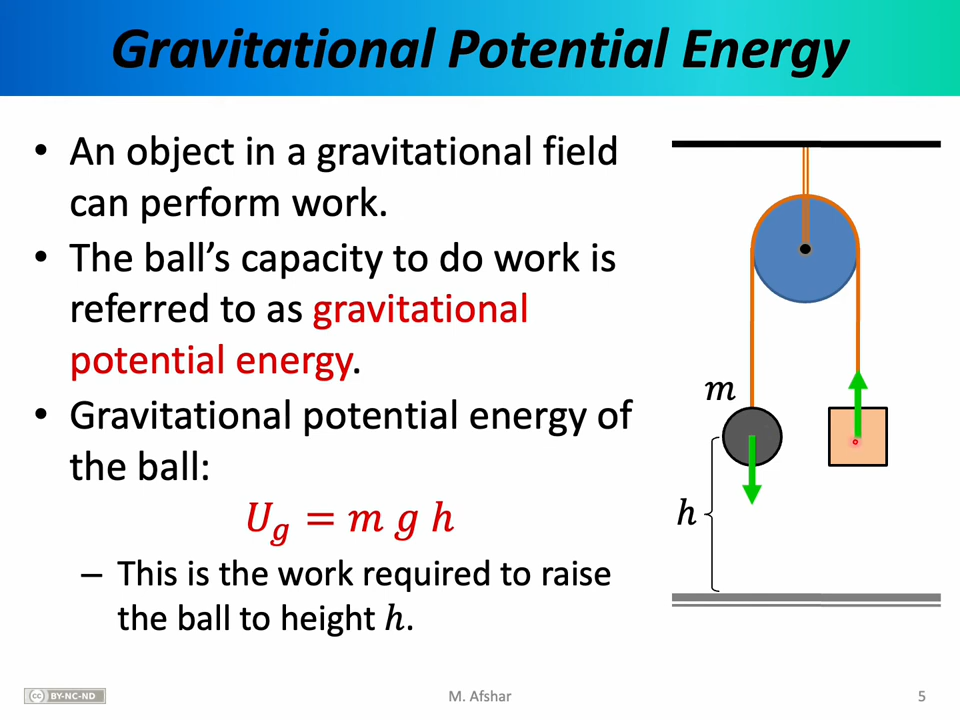 Gravitational Potential Energy
• An object in a gravitational field
can perform work.
• The ball’s capacity to do work is
referred to as gravitational
potential energy.
• Gravitational potential energy of
the ball:
U_g = m g h
– This is the work required to raise
the ball to height h.
m
h
cc BY-NC-ND
M. Afshar
5